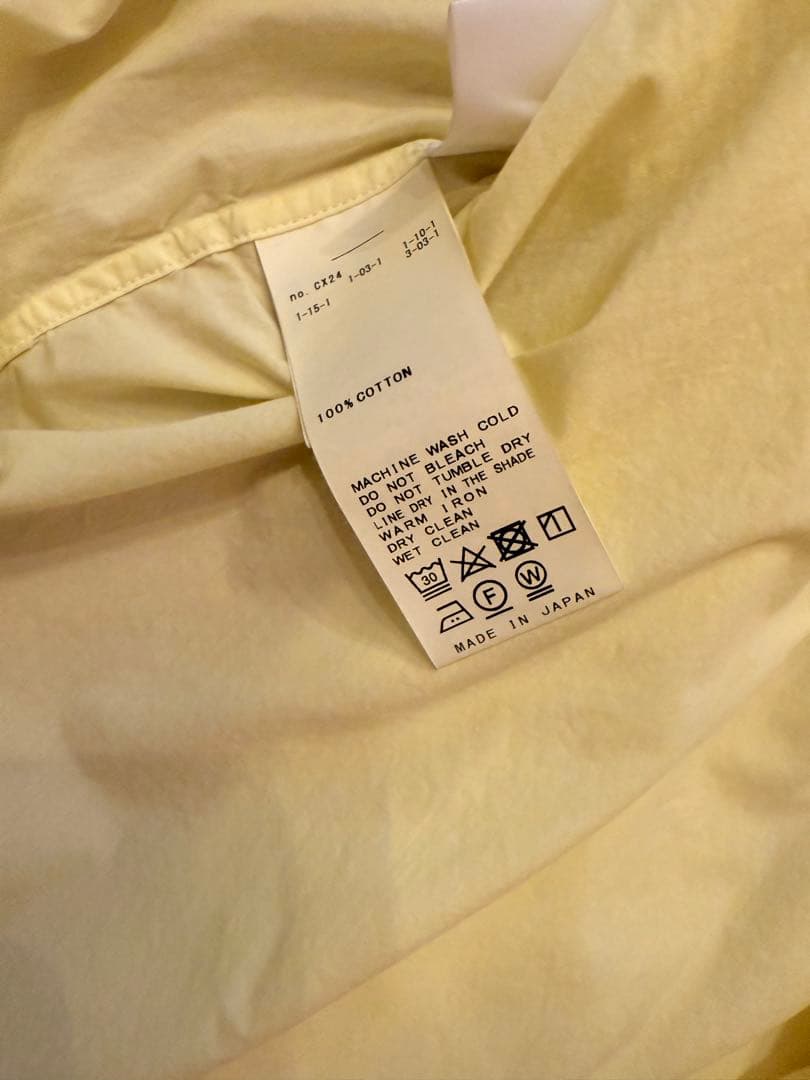 no. CX24
1-15-1 1-03-1 1-10-1
3-03-1
100% COTTON
MACHINE WASH COLD
DO NOT BLEACH
DO NOT TUMBLE DRY
LINE DRY IN THE SHADE
WARM IRON
DRY CLEAN
WET CLEAN
30
F W
MADE IN JAPAN